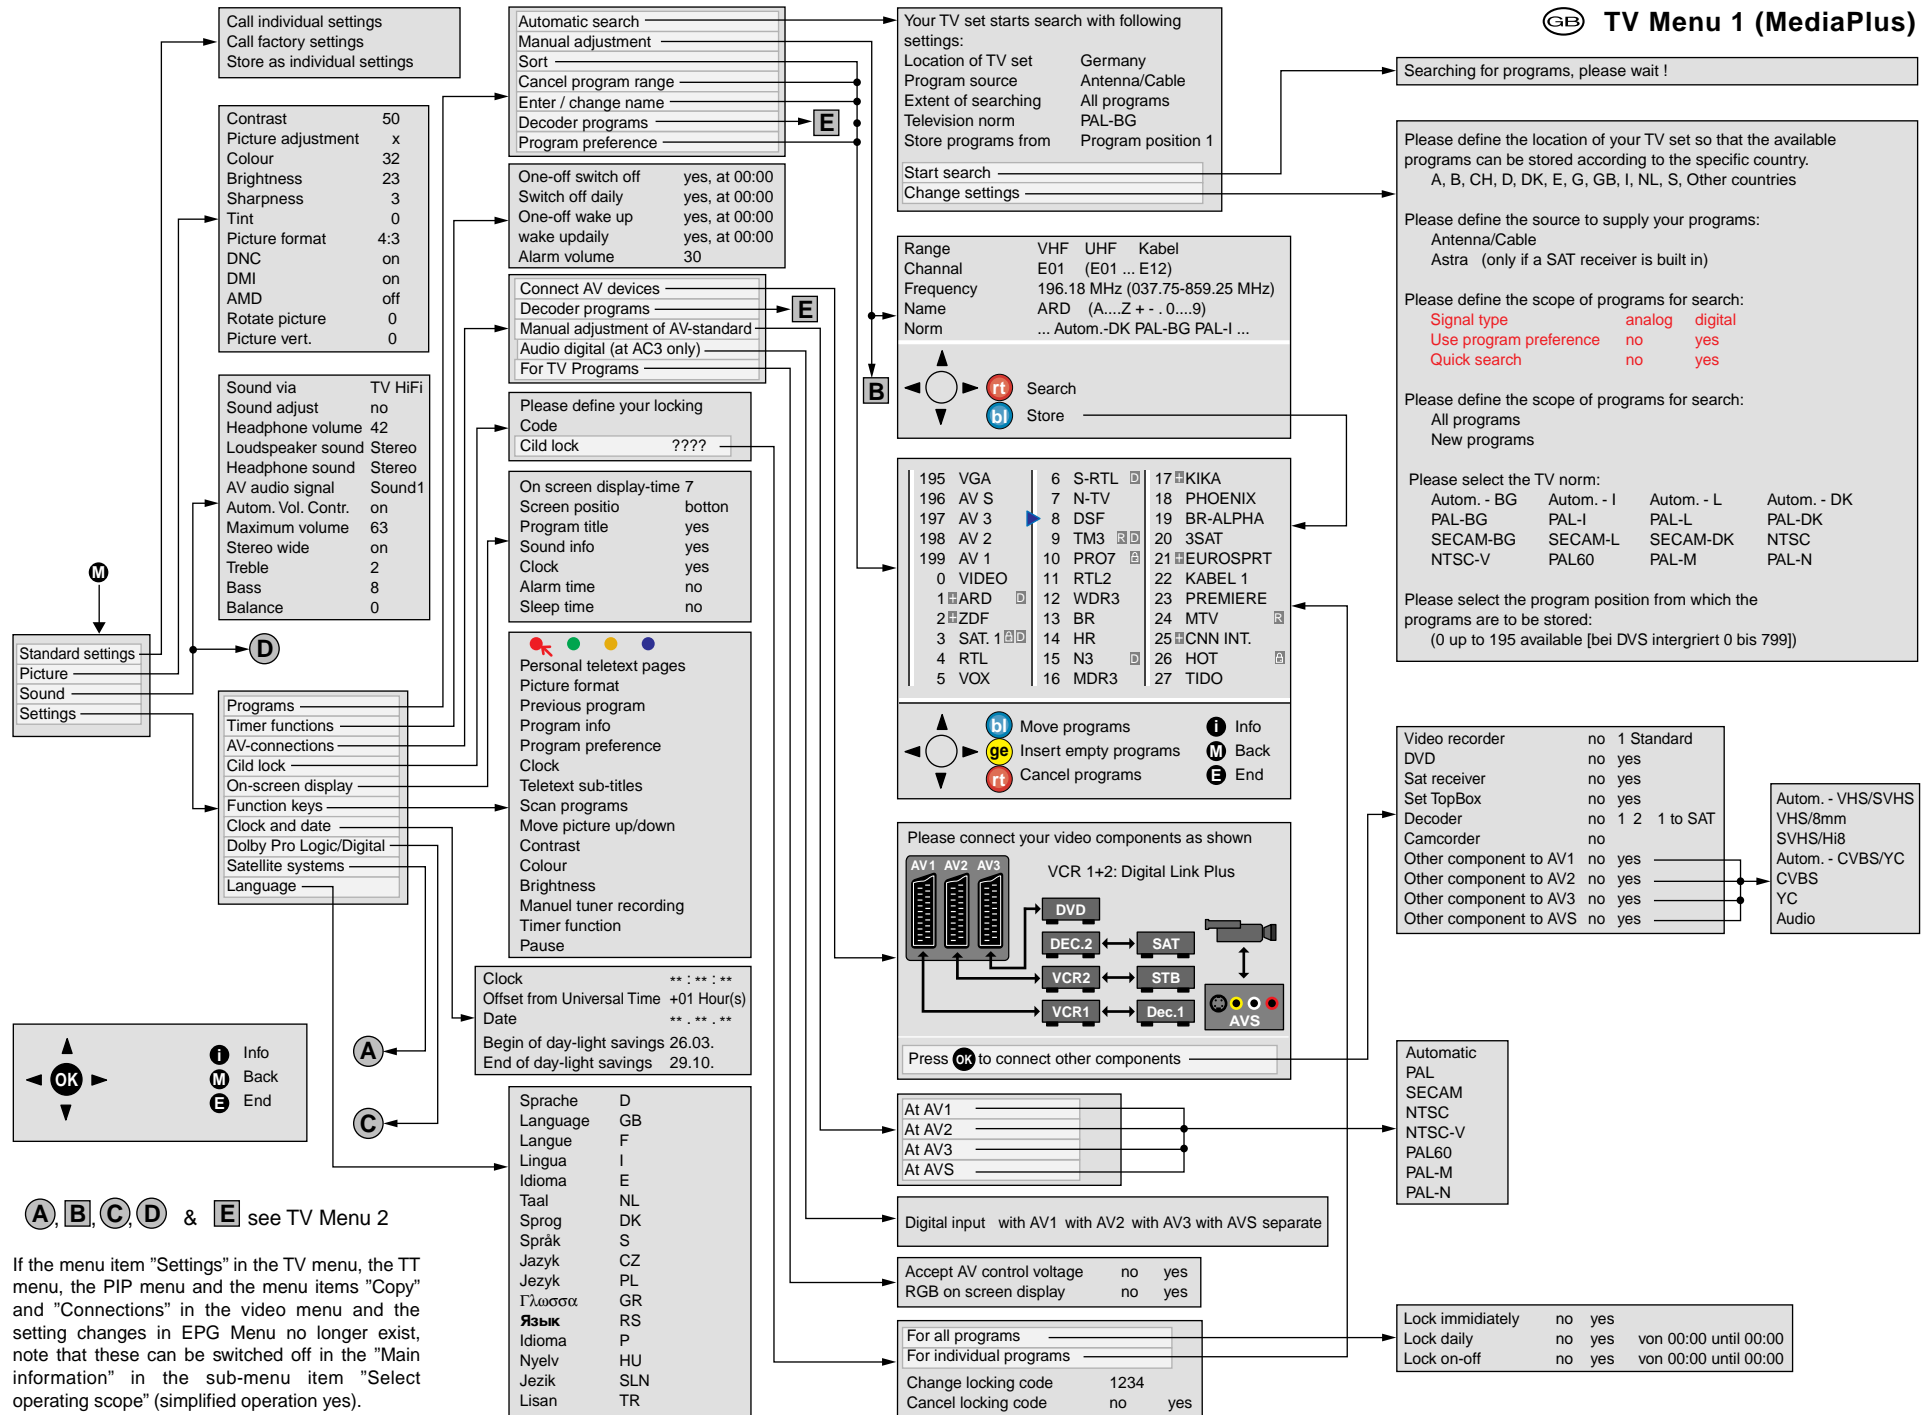 GB TV Menu 1 (MediaPlus)
Call individual settings
Call factory settings
Store as individual settings
Contrast 50
Picture adjustment x
Colour 32
Brightness 23
Sharpness 3
Tint 0
Picture format 4:3
DNC on
DMI on
AMD off
Rotate picture 0
Picture vert. 0
Sound via TV HiFi
Sound adjust no
Headphone volume 42
Loudspeaker sound Stereo
Headphone sound Stereo
AV audio signal Sound1
Autom. Vol. Contr. on
Maximum volume 63
Stereo wide on
Treble 2
Bass 8
Balance 0
M
Standard settings
Picture
Sound
Settings
D
Programs
Timer functions
AV-connections
Cild lock
On-screen display
Function keys
Clock and date
Dolby Pro Logic/Digital
Satellite systems
Language
OK
i Info
M Back
E End
A
C
A, B, C, D & E see TV Menu 2
If the menu item ”Settings” in the TV menu, the TT
menu, the PIP menu and the menu items ”Copy”
and ”Connections” in the video menu and the
setting changes in EPG Menu no longer exist,
note that these can be switched off in the ”Main
information” in the sub-menu item ”Select
operating scope” (simplified operation yes).
Automatic search
Manual adjustment
Sort
Cancel program range
Enter / change name
Decoder programs
Program preference
E
One-off switch off yes, at 00:00
Switch off daily yes, at 00:00
One-off wake up yes, at 00:00
wake updaily yes, at 00:00
Alarm volume 30
Connect AV devices
Decoder programs
Manual adjustment of AV-standard
Audio digital (at AC3 only)
For TV Programs
E
Please define your locking
Code
Cild lock ????
On screen display-time 7
Screen positio botton
Program title yes
Sound info yes
Clock yes
Alarm time no
Sleep time no
Personal teletext pages
Picture format
Previous program
Program info
Program preference
Clock
Teletext sub-titles
Scan programs
Move picture up/down
Contrast
Colour
Brightness
Manuel tuner recording
Timer function
Pause
Clock ** : ** : **
Offset from Universal Time +01 Hour(s)
Date ** . ** . **
Begin of day-light savings 26.03.
End of day-light savings 29.10.
Sprache D
Language GB
Langue F
Lingua I
Idioma E
Taal NL
Sprog DK
Språk S
Jazyk CZ
Jezyk PL
Γλωσσα GR
Язык RS
Idioma P
Nyelv HU
Jezik SLN
Lisan TR
Your TV set starts search with following
settings:
Location of TV set Germany
Program source Antenna/Cable
Extent of searching All programs
Television norm PAL-BG
Store programs from Program position 1
Start search
Change settings
Range VHF UHF Kabel
Channal E01 (E01 ... E12)
Frequency 196.18 MHz (037.75-859.25 MHz)
Name ARD (A....Z + - . 0....9)
Norm ... Autom.-DK PAL-BG PAL-I ...
B
rt Search
bl Store
195 VGA 6 S-RTL D 17 + KIKA
196 AV S 7 N-TV 18 PHOENIX
197 AV 3 8 DSF 19 BR-ALPHA
198 AV 2 9 TM3 R D 20 3SAT
199 AV 1 10 PRO7 21 + EUROSPRT
0 VIDEO 11 RTL2 22 KABEL 1
1 + ARD D 12 WDR3 23 PREMIERE
2 + ZDF 13 BR 24 MTV R
3 SAT. 1 D 14 HR 25 + CNN INT.
4 RTL 15 N3 D 26 HOT
5 VOX 16 MDR3 27 TIDO
bl Move programs i Info
ge Insert empty programs M Back
rt Cancel programs E End
Please connect your video components as shown
AV1 AV2 AV3
VCR 1+2: Digital Link Plus
DVD
DEC.2 SAT
VCR2 STB
VCR1 Dec.1
AVS
Press OK to connect other components
At AV1
At AV2
At AV3
At AVS
Digital input with AV1 with AV2 with AV3 with AVS separate
Accept AV control voltage no yes
RGB on screen display no yes
For all programs
For individual programs
Change locking code 1234
Cancel locking code no yes
Searching for programs, please wait !
Please define the location of your TV set so that the available
programs can be stored according to the specific country.
A, B, CH, D, DK, E, G, GB, I, NL, S, Other countries
Please define the source to supply your programs:
Antenna/Cable
Astra (only if a SAT receiver is built in)
Please define the scope of programs for search:
Signal type analog digital
Use program preference no yes
Quick search no yes
Please define the scope of programs for search:
All programs
New programs
Please select the TV norm:
Autom. - BG Autom. - I Autom. - L Autom. - DK
PAL-BG PAL-I PAL-L PAL-DK
SECAM-BG SECAM-L SECAM-DK NTSC
NTSC-V PAL60 PAL-M PAL-N
Please select the program position from which the
programs are to be stored:
(0 up to 195 available [bei DVS intergriert 0 bis 799])
Video recorder no 1 Standard
DVD no yes
Sat receiver no yes
Set TopBox no yes
Decoder no 1 2 1 to SAT
Camcorder no
Other component to AV1 no yes
Other component to AV2 no yes
Other component to AV3 no yes
Other component to AVS no yes
Autom. - VHS/SVHS
VHS/8mm
SVHS/Hi8
Autom. - CVBS/YC
CVBS
YC
Audio
Automatic
PAL
SECAM
NTSC
NTSC-V
PAL60
PAL-M
PAL-N
Lock immidiately no yes
Lock daily no yes von 00:00 until 00:00
Lock on-off no yes von 00:00 until 00:00